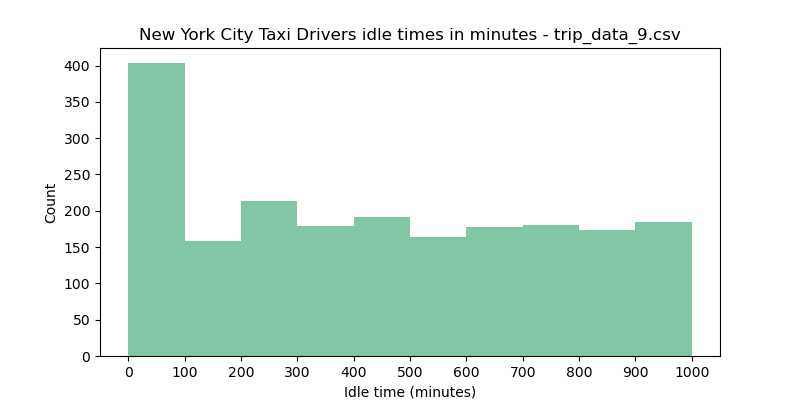 New York City Taxi Drivers idle times in minutes - trip_data_9.csv
400
350
300
250
200
150
100
50
0
Count
0 100 200 300 400 500 600 700 800 900 1000
Idle time (minutes)